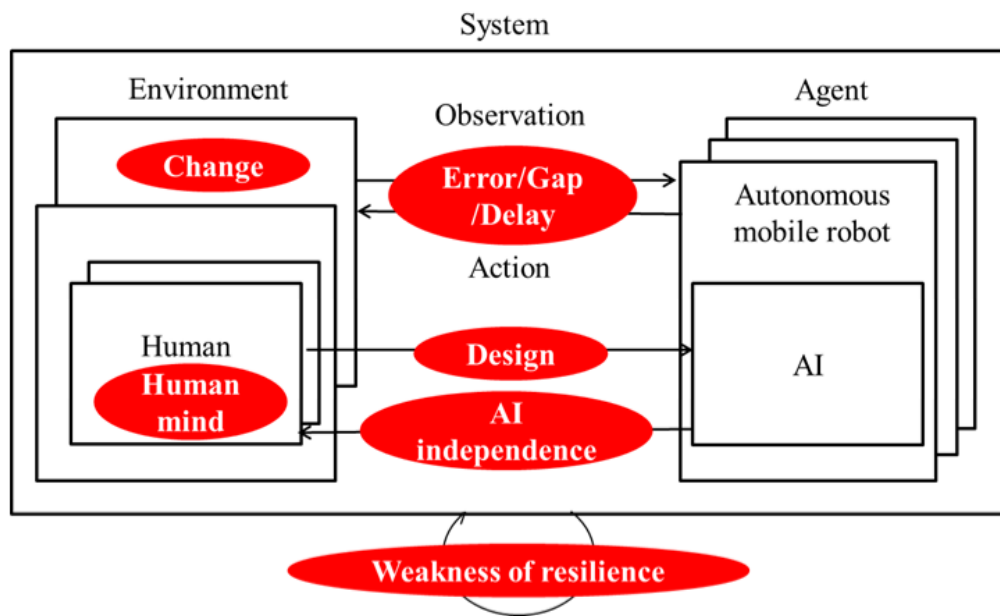 System
Environment
Observation
Agent
Change
Error/Gap
/Delay
Autonomous
mobile robot
Action
Human
Human
mind
Design
AI
AI
independence
Weakness of resilience